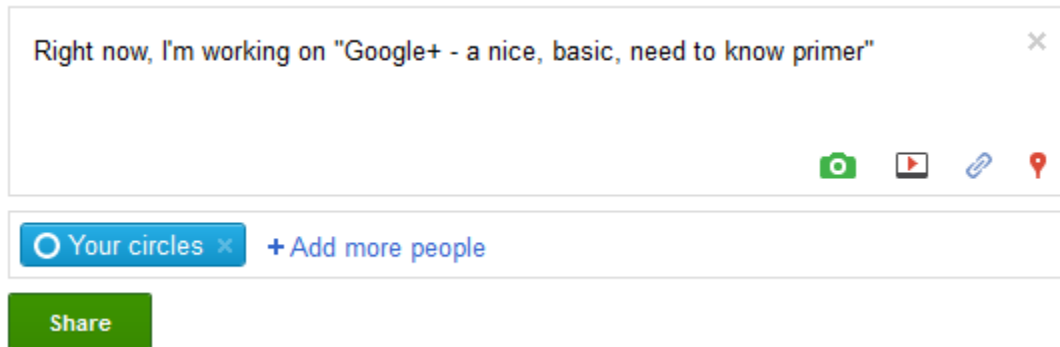 Right now, I'm working on "Google+ - a nice, basic, need to know primer"
Your circles + Add more people
Share